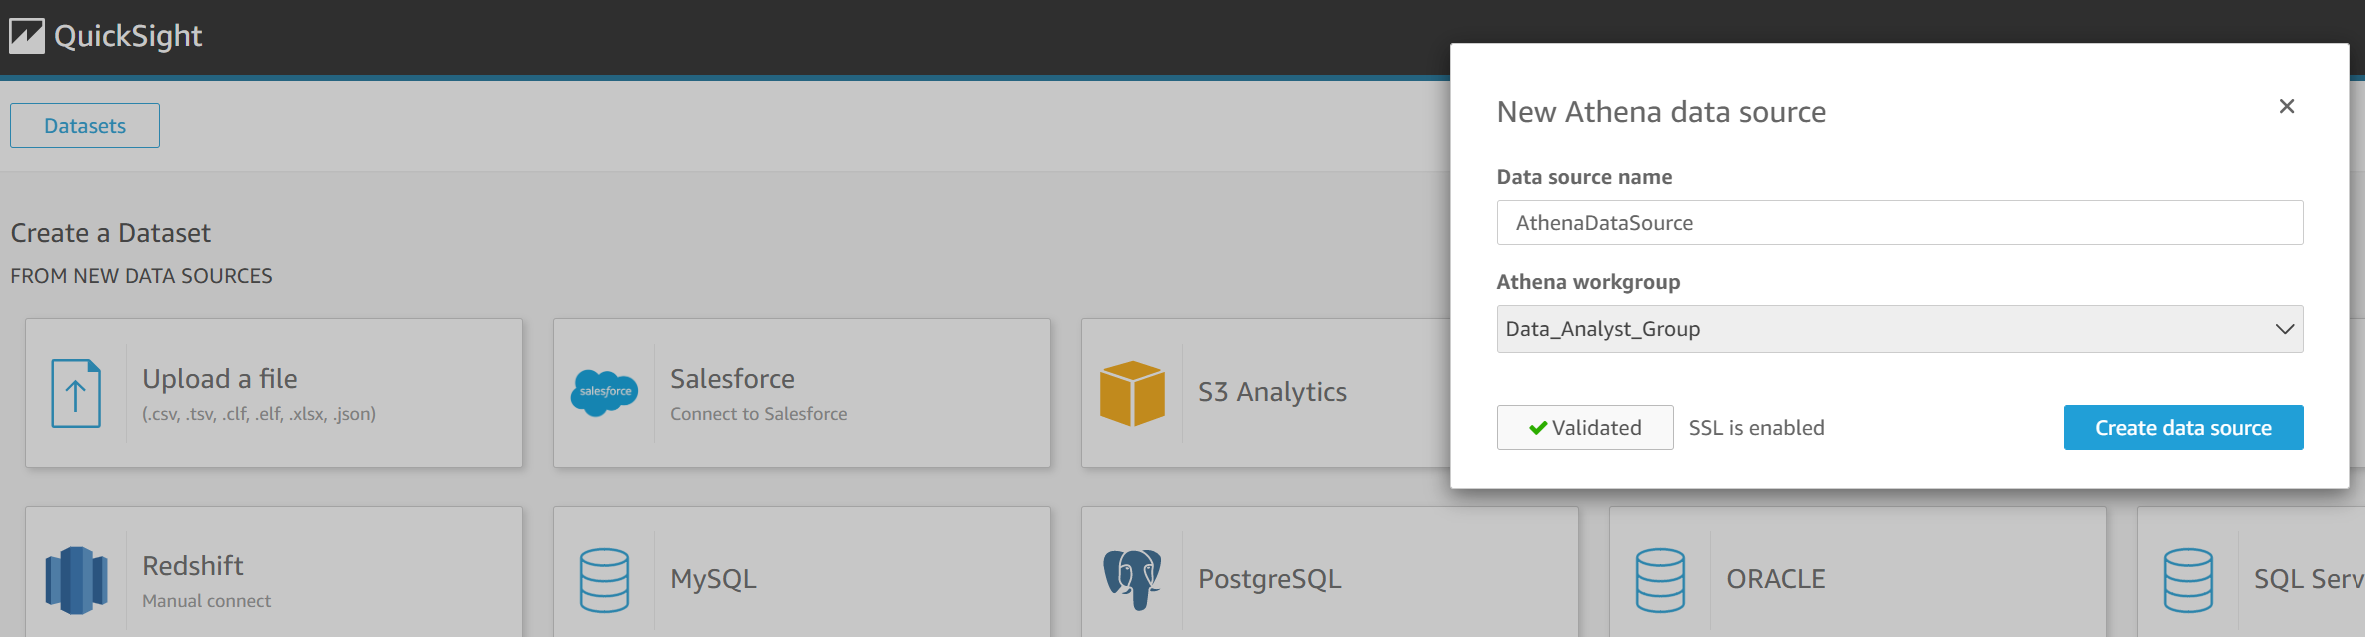 QuickSight
Datasets
Create a Dataset
FROM NEW DATA SOURCES
Upload a file
(.csv, .tsv, .clf, .elf, .xlsx, .json)
salesforce
Salesforce
Connect to Salesforce
S3 Analytics
Redshift
Manual connect
MySQL
PostgreSQL
ORACLE
SQL Serv
New Athena data source
Data source name
AthenaDataSource
Athena workgroup
Data_Analyst_Group
Validated
SSL is enabled
Create data source